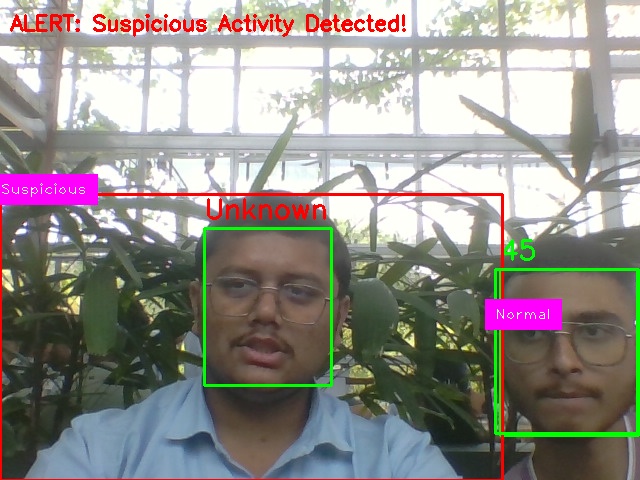 ALERT: Suspicious Activity Detected!
Suspicious
Unknown
45
Normal